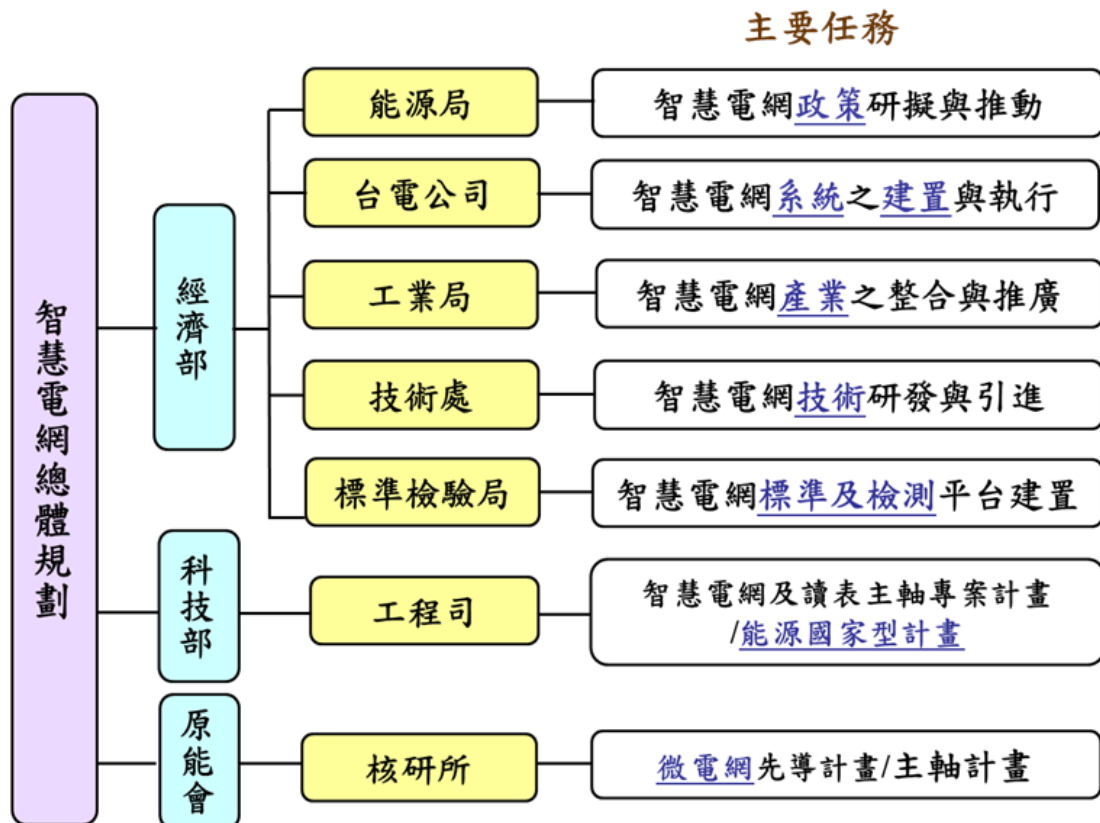 主要任務
智慧電網總體規劃
經濟部
能源局
智慧電網政策研擬與推動
台電公司
智慧電網系統之建置與執行
工業局
智慧電網產業之整合與推廣
技術處
智慧電網技術研發與引進
標準檢驗局
智慧電網標準及檢測平台建置
科技部
工程司
智慧電網及讀表主軸專案計畫
/能源國家型計畫
原能會
核研所
微電網先導計畫/主軸計畫